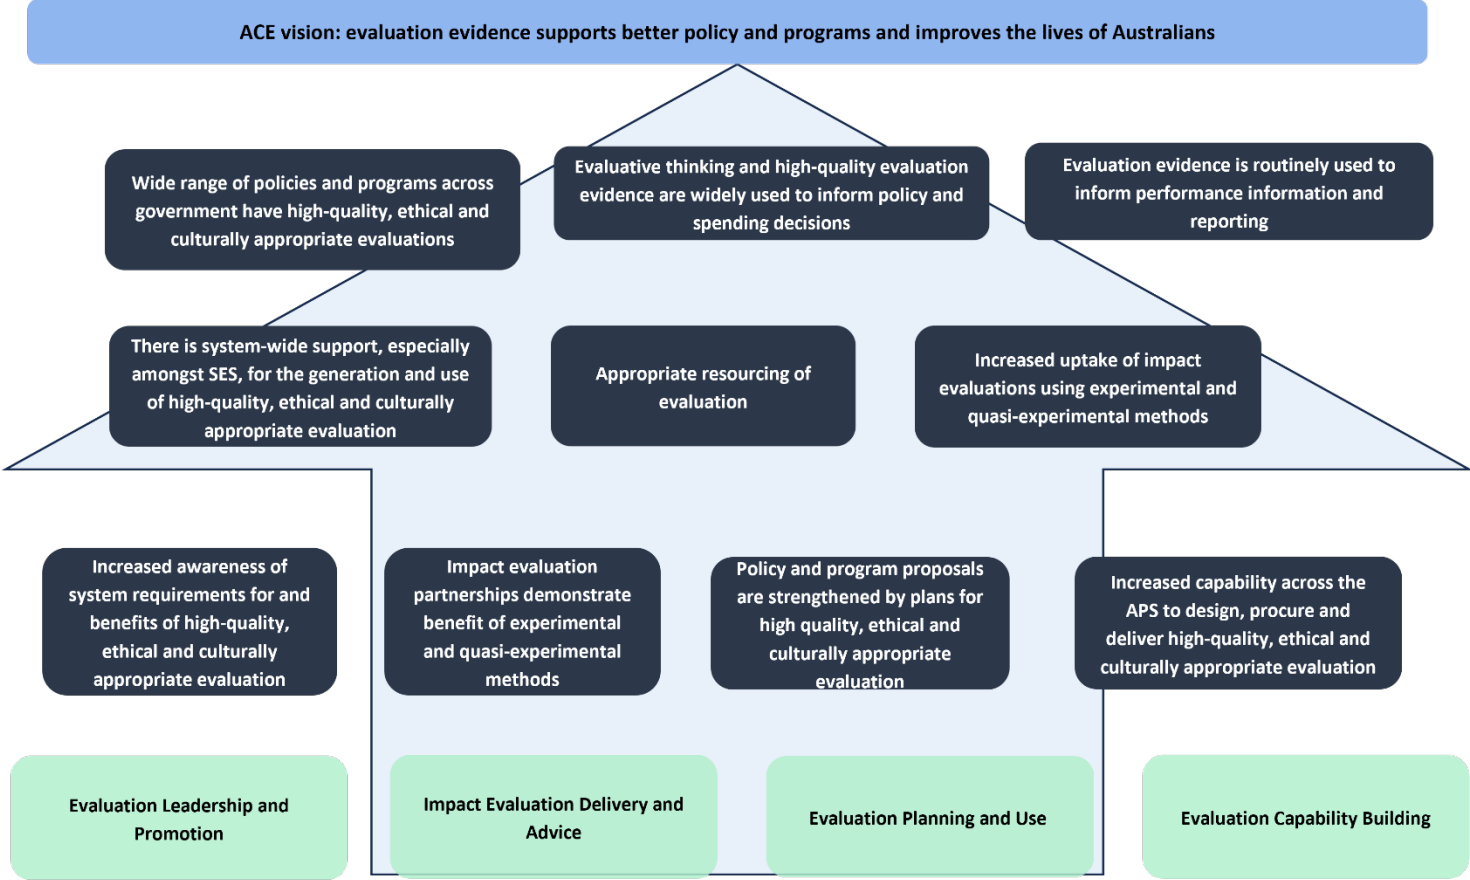 ACE vision: evaluation evidence supports better policy and programs and improves the lives of Australians
Wide range of policies and programs across
government have high-quality, ethical and
culturally appropriate evaluations
Evaluative thinking and high-quality evaluation
evidence are widely used to inform policy and
spending decisions
Evaluation evidence is routinely used to
inform performance information and
reporting
There is system-wide support, especially
amongst SES, for the generation and use
of high-quality, ethical and culturally
appropriate evaluation
Appropriate resourcing of
evaluation
Increased uptake of impact
evaluations using experimental and
quasi-experimental methods
Increased awareness of
system requirements for and
benefits of high-quality,
ethical and culturally
appropriate evaluation
Impact evaluation
partnerships demonstrate
benefit of experimental
and quasi-experimental
methods
Policy and program proposals
are strengthened by plans for
high quality, ethical and
culturally appropriate
evaluation
Increased capability across the
APS to design, procure and
deliver high-quality, ethical and
culturally appropriate evaluation
Evaluation Leadership and
Promotion
Impact Evaluation Delivery and
Advice
Evaluation Planning and Use
Evaluation Capability Building